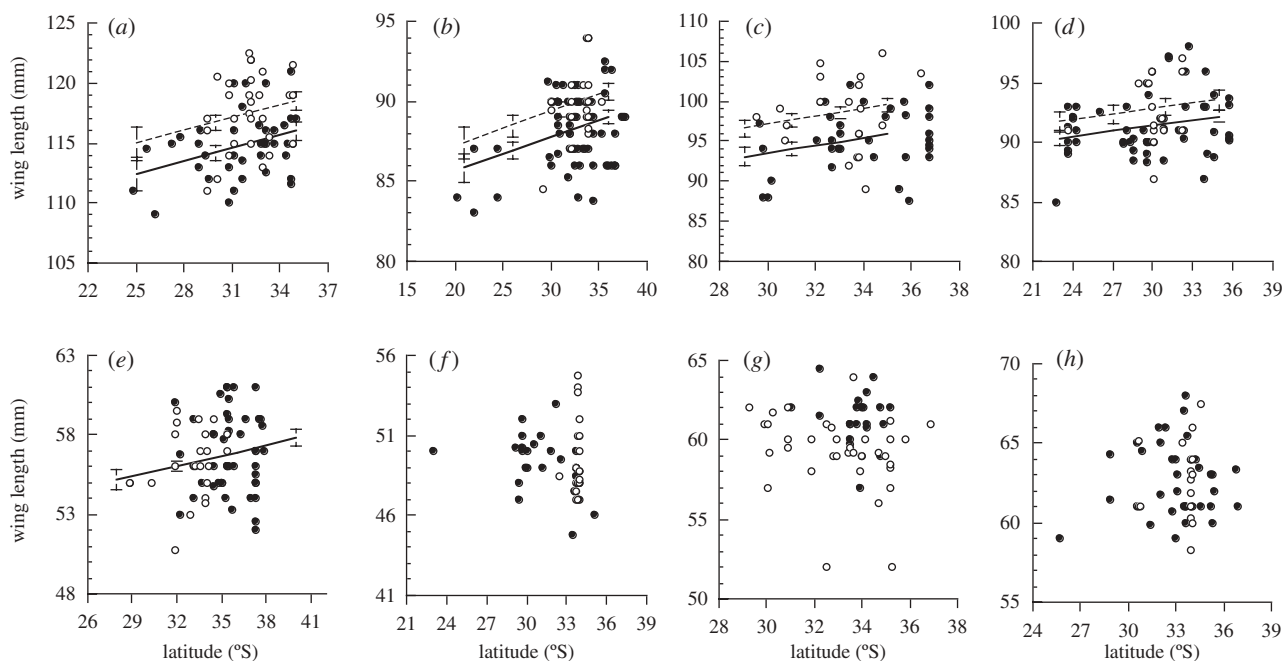 (a) (b) (c) (d)
wing length (mm)
125 120 115 110 105
22 25 28 31 34 37
95 90 85 80
15 20 25 30 35 40
110 105 100 95 90 85 80
28 30 32 34 36 38
100 95 90 85 80
21 24 27 30 33 36 39
(e) (f) (g) (h)
wing length (mm)
63 58 53 48
26 29 32 35 38 41
56 51 46 41
21 24 27 30 33 36 39
65 60 55 50
28 30 32 34 36 38
70 65 60 55
24 27 30 33 36 39
latitude (ºS) latitude (ºS) latitude (ºS) latitude (ºS)